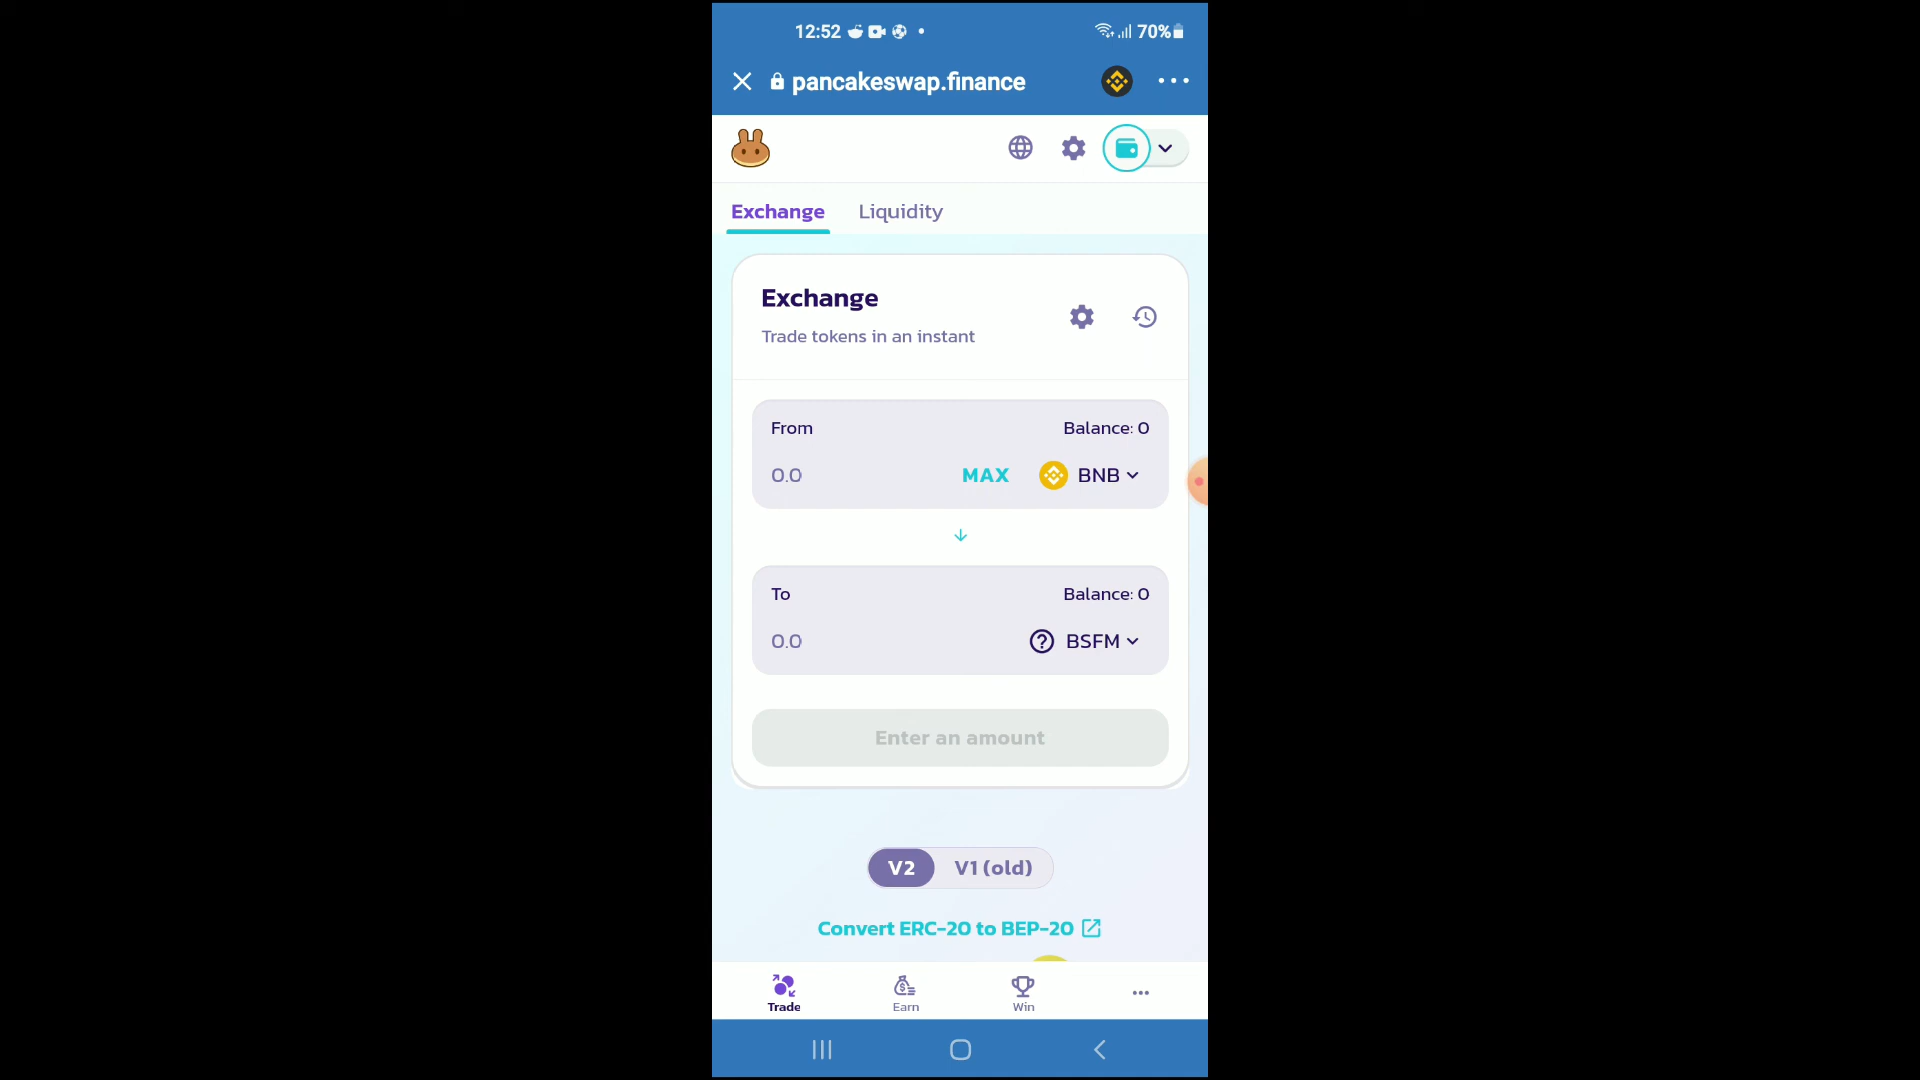 12:52
70%
pancakeswap.finance
Exchange Liquidity
Exchange
Trade tokens in an instant
From Balance: 0
0.0 MAX BNB
To Balance: 0
0.0 BSFM
Enter an amount
V2 V1 (old)
Convert ERC-20 to BEP-20
Trade Earn Win